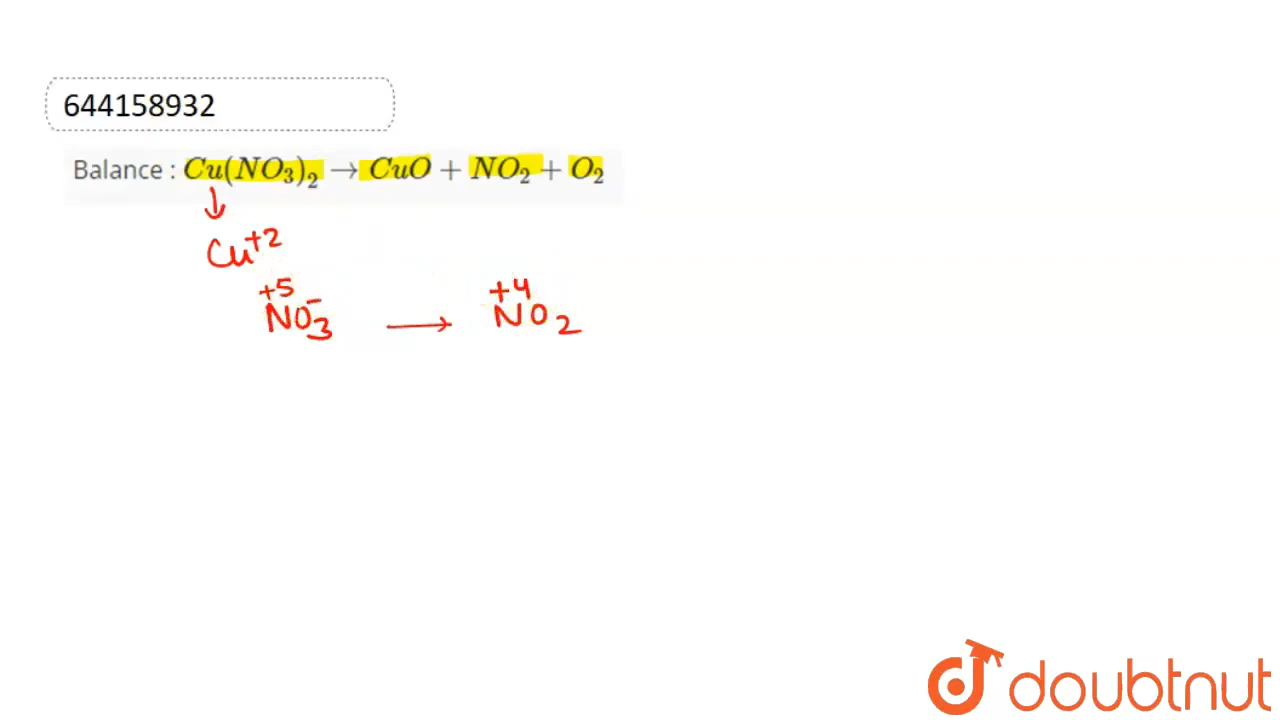 644158932
Balance : Cu(NO₃)₂ → CuO + NO₂ + O₂
↓
Cu⁺²
+5 +4
NO₃⁻ → NO₂
doubtnut